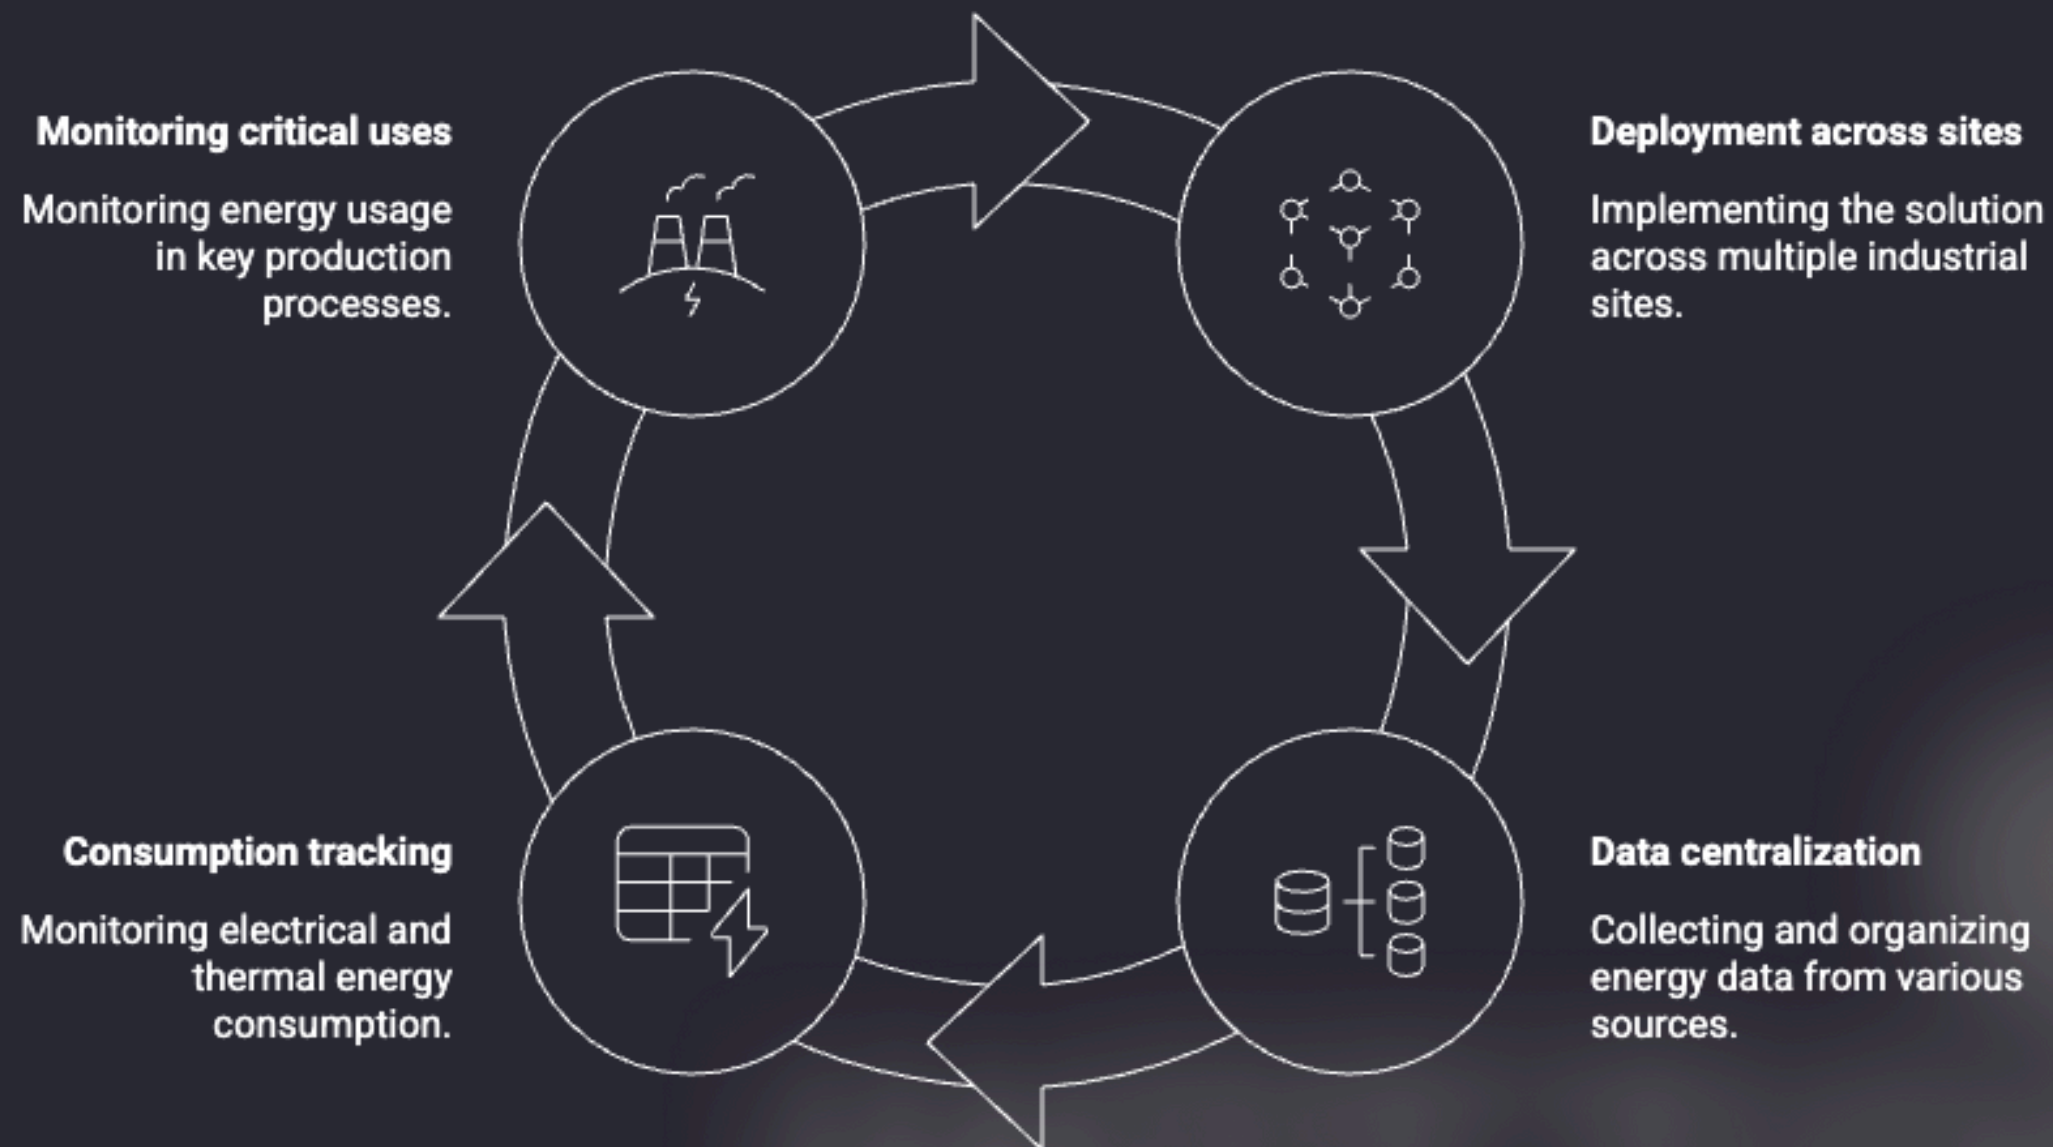 Monitoring critical uses
Monitoring energy usage
in key production
processes.
Deployment across sites
Implementing the solution
across multiple industrial
sites.
Consumption tracking
Monitoring electrical and
thermal energy
consumption.
Data centralization
Collecting and organizing
energy data from various
sources.